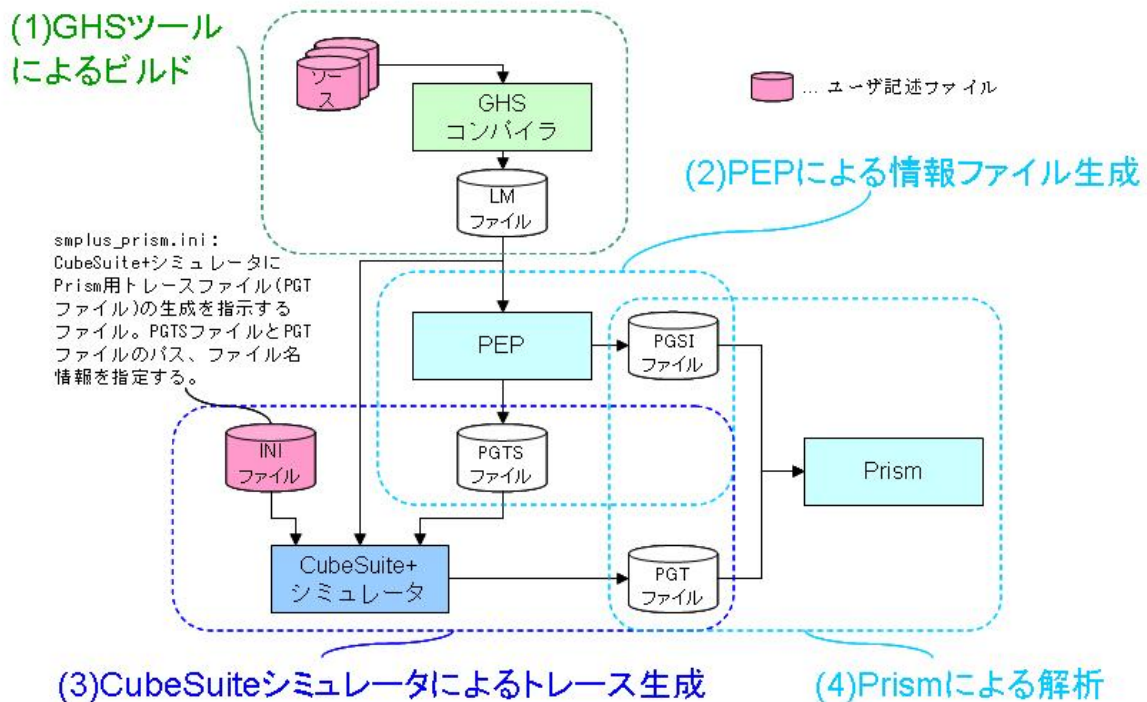 (1)GHSツール
によるビルド
ソー
ス
GHS
コンパイラ
... ユーザ記述ファイル
LM
ファイル
(2)PEPによる情報ファイル生成
smplus_prism.ini:
CubeSuite+シミュレータに
Prism用トレースファイル(PGT
ファイル)の生成を指示する
ファイル。PGTSファイルとPGT
ファイルのパス、ファイル名
情報を指定する。
PEP
PGSI
ファイル
INI
ファイル
PGTS
ファイル
Prism
CubeSuite+
シミュレータ
PGT
ファイル
(3)CubeSuiteシミュレータによるトレース生成
(4)Prismによる解析